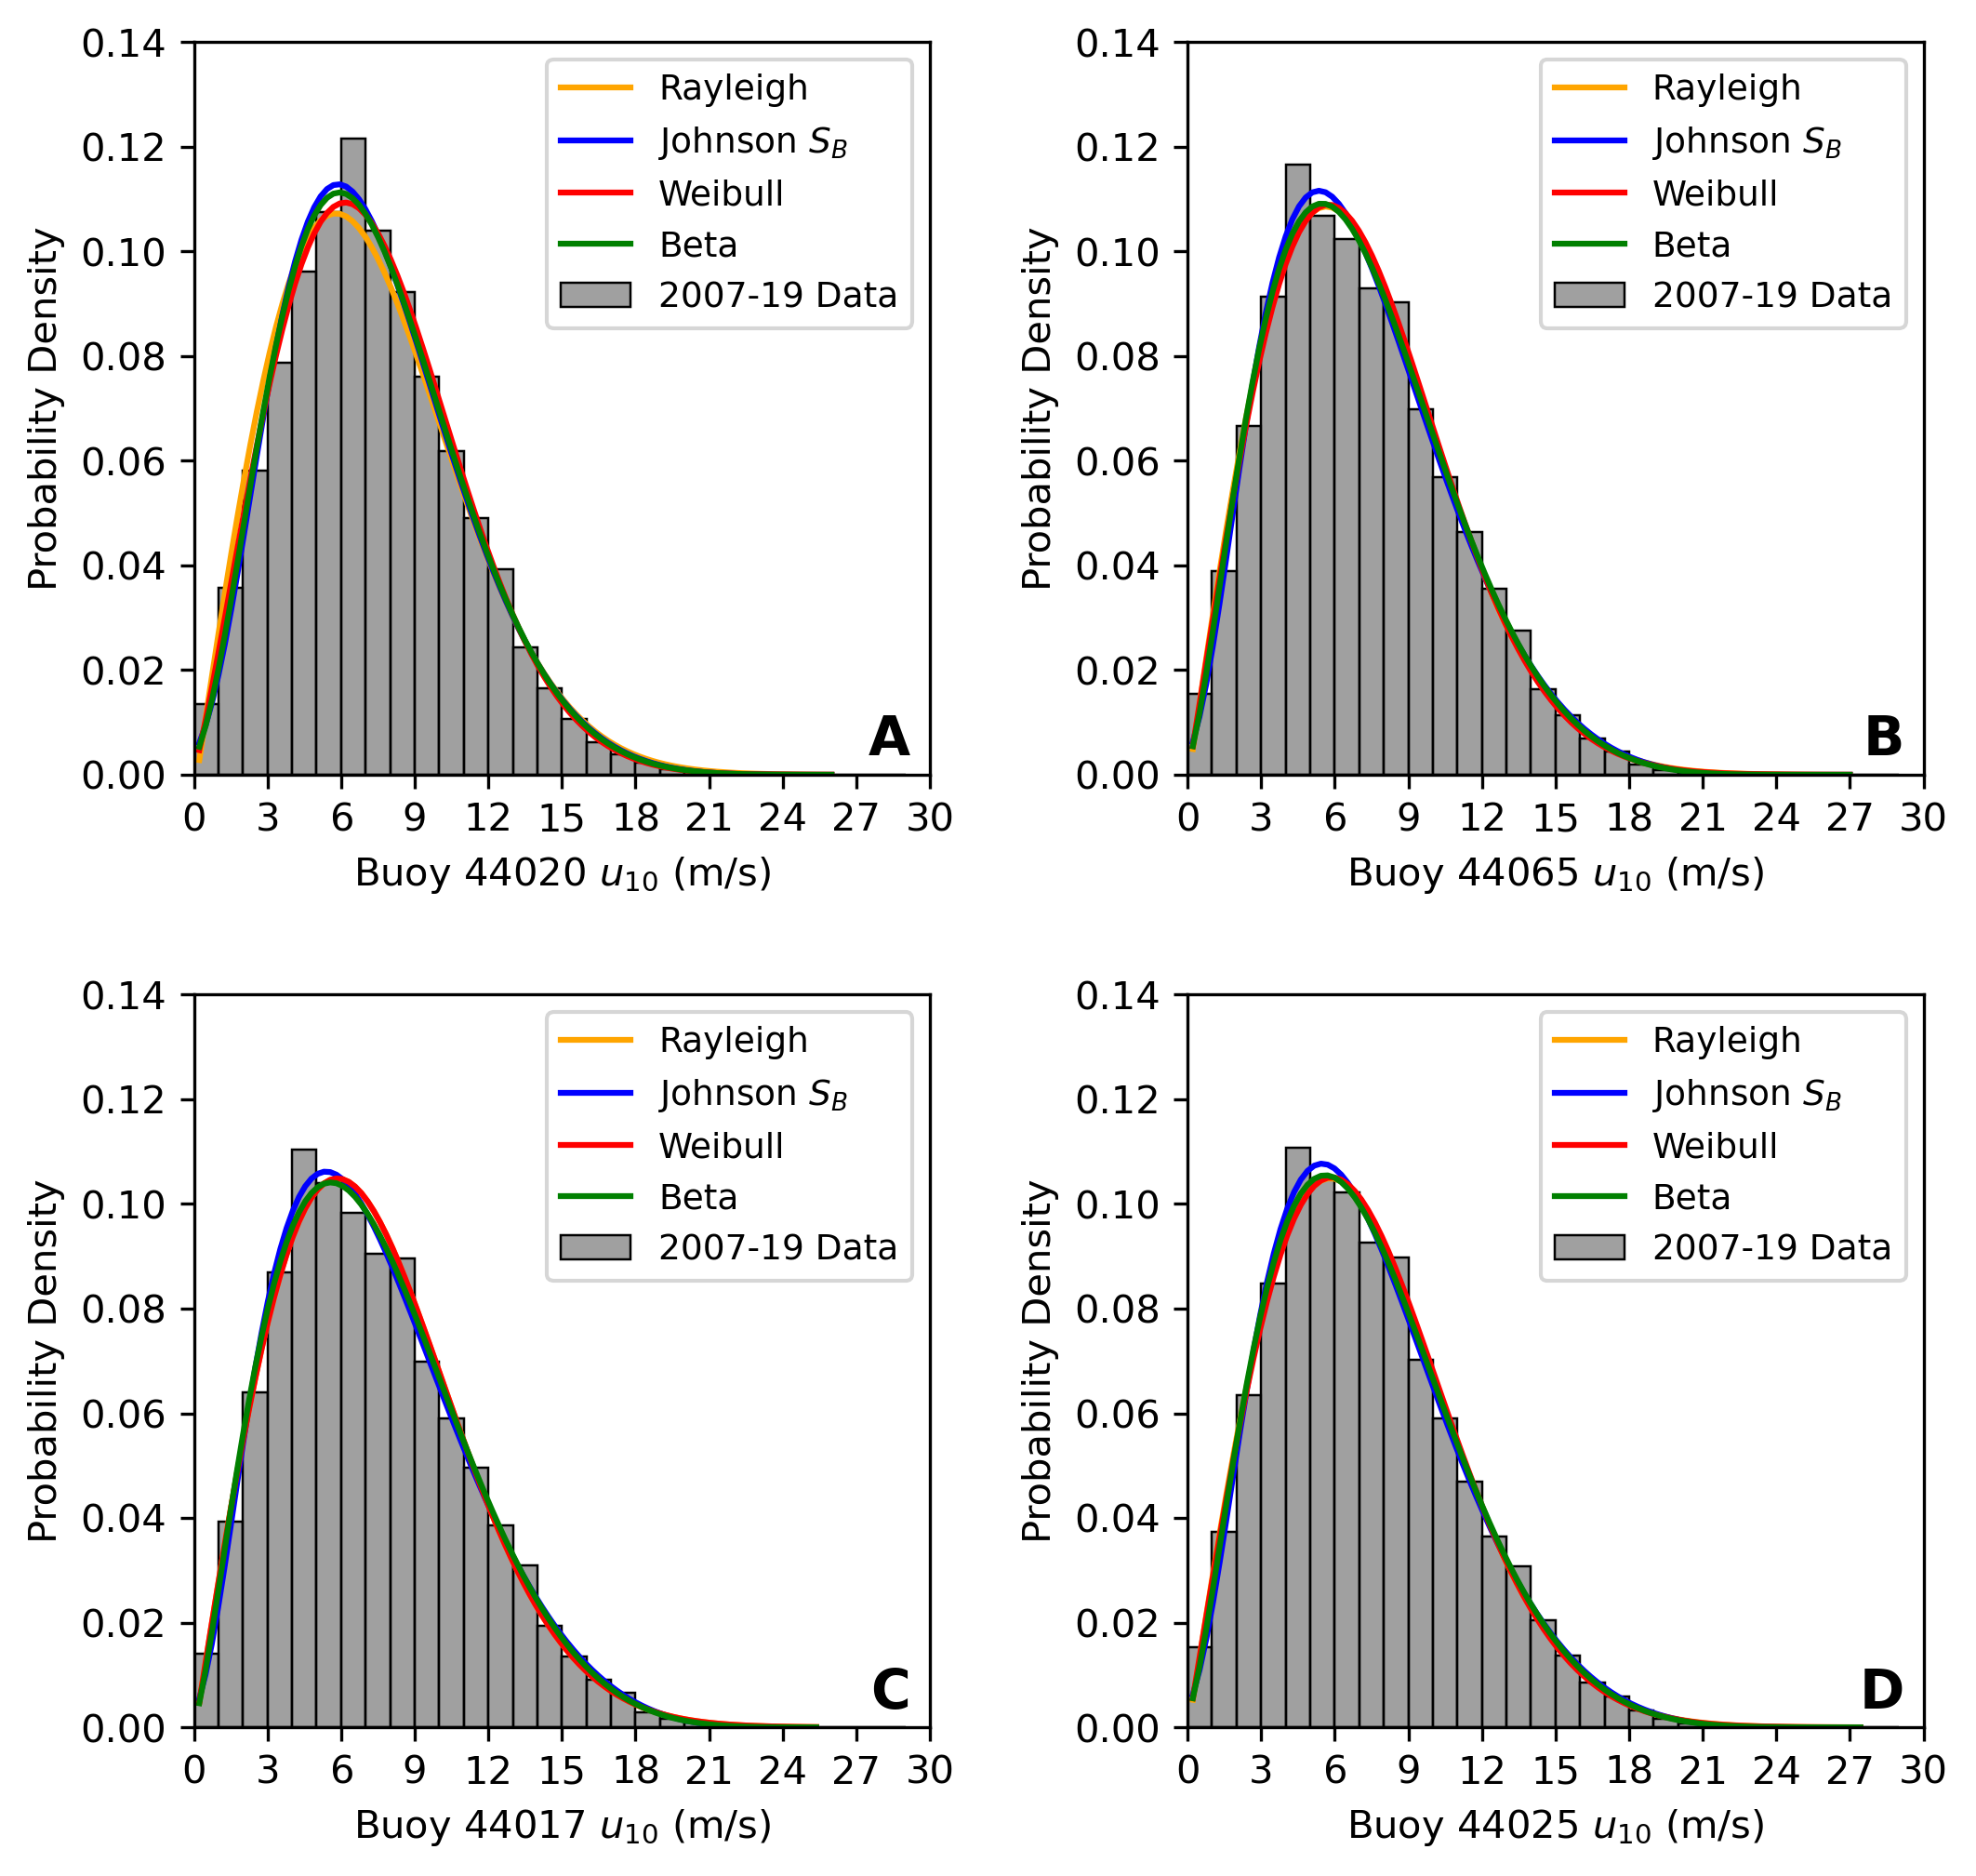 0.14
0.12
0.10
0.08
0.06
0.04
0.02
0.00
Probability Density
Rayleigh
Johnson S_B
Weibull
Beta
2007-19 Data
A
0 3 6 9 12 15 18 21 24 27 30
Buoy 44020 u_10 (m/s)
0.14
0.12
0.10
0.08
0.06
0.04
0.02
0.00
Probability Density
Rayleigh
Johnson S_B
Weibull
Beta
2007-19 Data
B
0 3 6 9 12 15 18 21 24 27 30
Buoy 44065 u_10 (m/s)
0.14
0.12
0.10
0.08
0.06
0.04
0.02
0.00
Probability Density
Rayleigh
Johnson S_B
Weibull
Beta
2007-19 Data
C
0 3 6 9 12 15 18 21 24 27 30
Buoy 44017 u_10 (m/s)
0.14
0.12
0.10
0.08
0.06
0.04
0.02
0.00
Probability Density
Rayleigh
Johnson S_B
Weibull
Beta
2007-19 Data
D
0 3 6 9 12 15 18 21 24 27 30
Buoy 44025 u_10 (m/s)